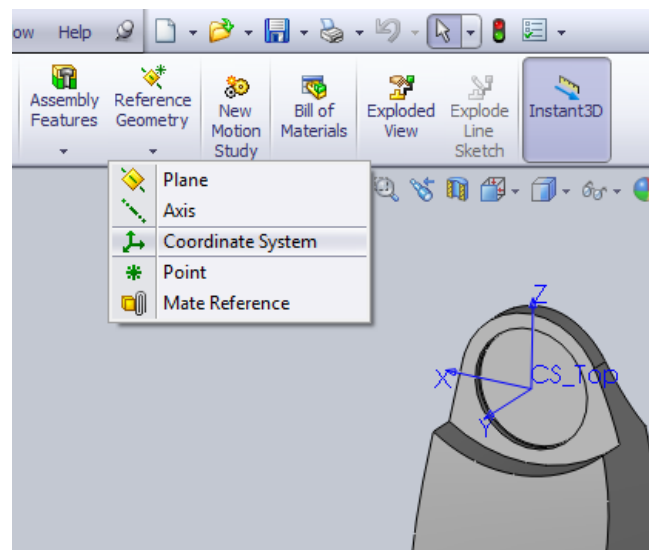 ow Help
Assembly Features
Reference Geometry
New Motion Study
Bill of Materials
Exploded View
Explode Line Sketch
Instant3D
Plane
Axis
Coordinate System
Point
Mate Reference
Z
X
CS_Top
Y